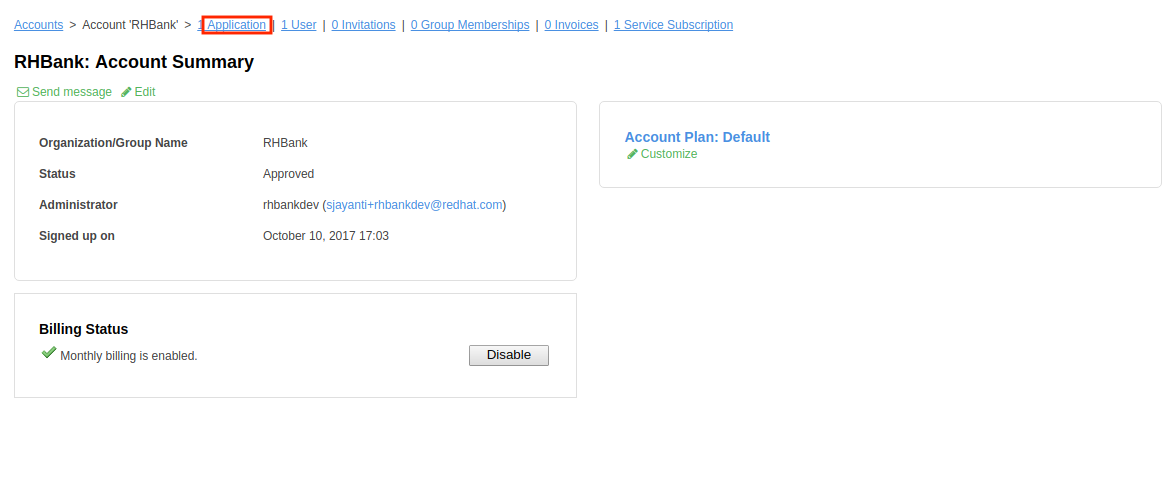 Accounts > Account 'RHBank' > 1 Application | 1 User | 0 Invitations | 0 Group Memberships | 0 Invoices | 1 Service Subscription
RHBank: Account Summary
Send message Edit
Organization/Group Name RHBank
Status Approved
Administrator rhbankdev (sjayanti+rhbankdev@redhat.com)
Signed up on October 10, 2017 17:03
Account Plan: Default
Customize
Billing Status
Monthly billing is enabled. Disable